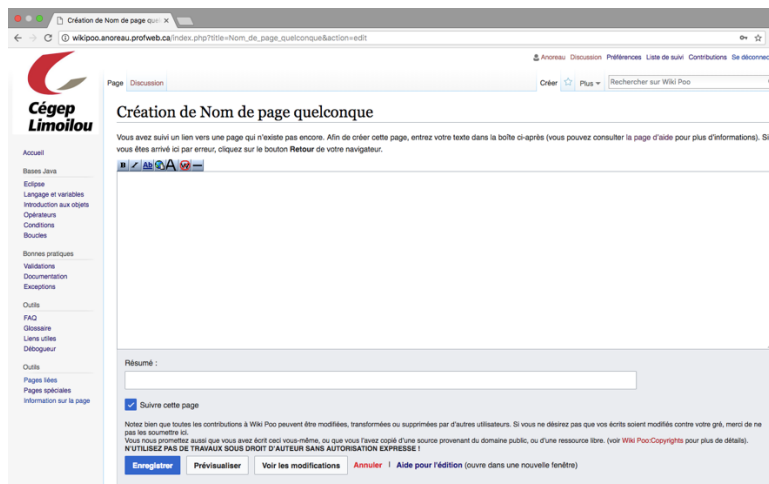 Création de Nom de page que
wikipoo.anoreau.profweb.ca/index.php?title=Nom_de_page_quelconque&action=edit
Anoreau Discussion Préférences Liste de suivi Contributions Se déconnec
Page Discussion
Créer Plus Rechercher sur Wiki Poo
Cégep
Limoilou
Accueil
Bases Java
Eclipse
Langage et variables
Introduction aux objets
Opérateurs
Conditions
Boucles
Bonnes pratiques
Validations
Documentation
Exceptions
Outils
FAQ
Glossaire
Liens utiles
Débogueur
Outils
Pages liées
Pages spéciales
Information sur la page
Création de Nom de page quelconque
Vous avez suivi un lien vers une page qui n'existe pas encore. Afin de créer cette page, entrez votre texte dans la boîte ci-après (vous pouvez consulter la page d'aide pour plus d'informations). Si
vous êtes arrivé ici par erreur, cliquez sur le bouton Retour de votre navigateur.
B I Ab A W
Résumé :
Suivre cette page
Notez bien que toutes les contributions à Wiki Poo peuvent être modifiées, transformées ou supprimées par d'autres utilisateurs. Si vous ne désirez pas que vos écrits soient modifiés contre votre gré, merci de ne
pas les soumettre ici.
Vous nous promettez aussi que vous avez écrit ceci vous-même, ou que vous l'avez copié d'une source provenant du domaine public, ou d'une ressource libre. (voir Wiki Poo:Copyrights pour plus de détails).
N'UTILISEZ PAS DE TRAVAUX SOUS DROIT D'AUTEUR SANS AUTORISATION EXPRESSE !
Enregistrer Prévisualiser Voir les modifications Annuler | Aide pour l'édition (ouvre dans une nouvelle fenêtre)